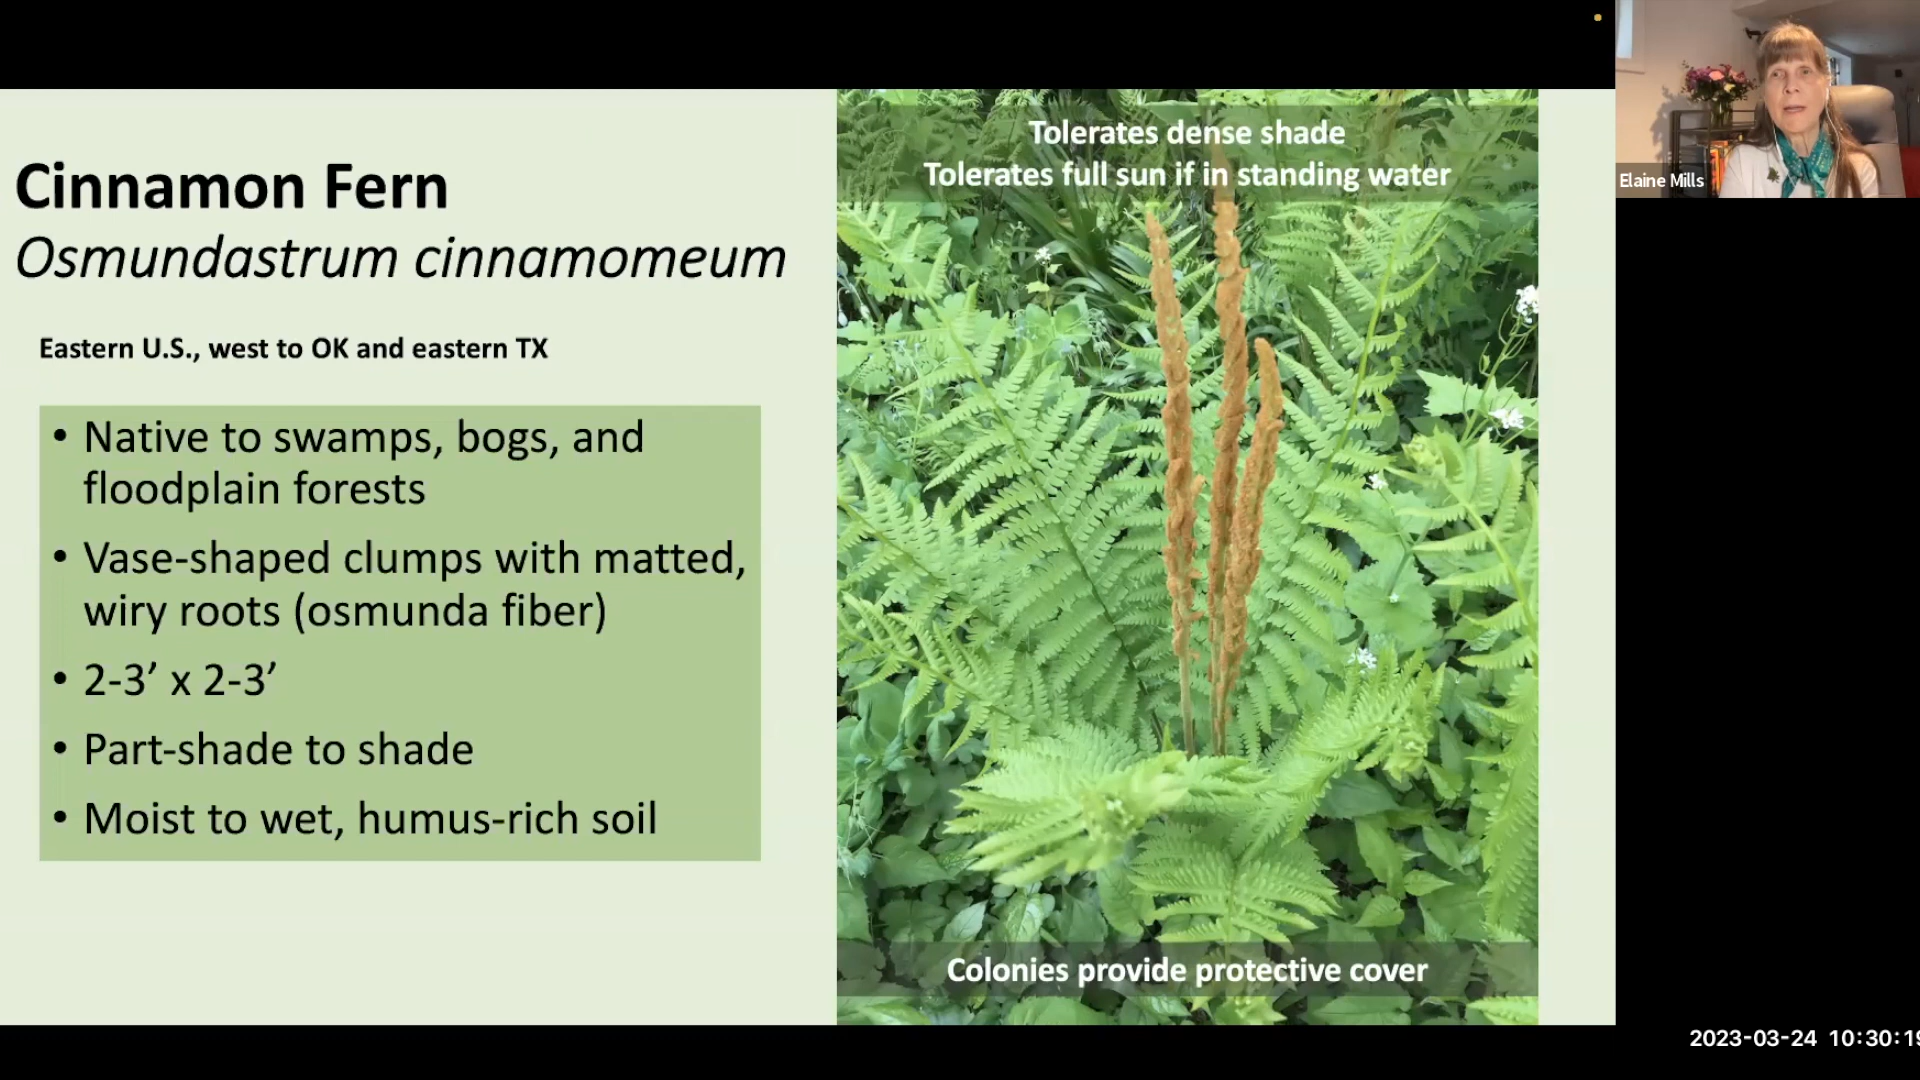 Cinnamon Fern
Osmundastrum cinnamomeum
Eastern U.S., west to OK and eastern TX
• Native to swamps, bogs, and
floodplain forests
• Vase-shaped clumps with matted,
wiry roots (osmunda fiber)
• 2-3’ x 2-3’
• Part-shade to shade
• Moist to wet, humus-rich soil
Tolerates dense shade
Tolerates full sun if in standing water
Colonies provide protective cover
Elaine Mills
2023-03-24 10:30:19